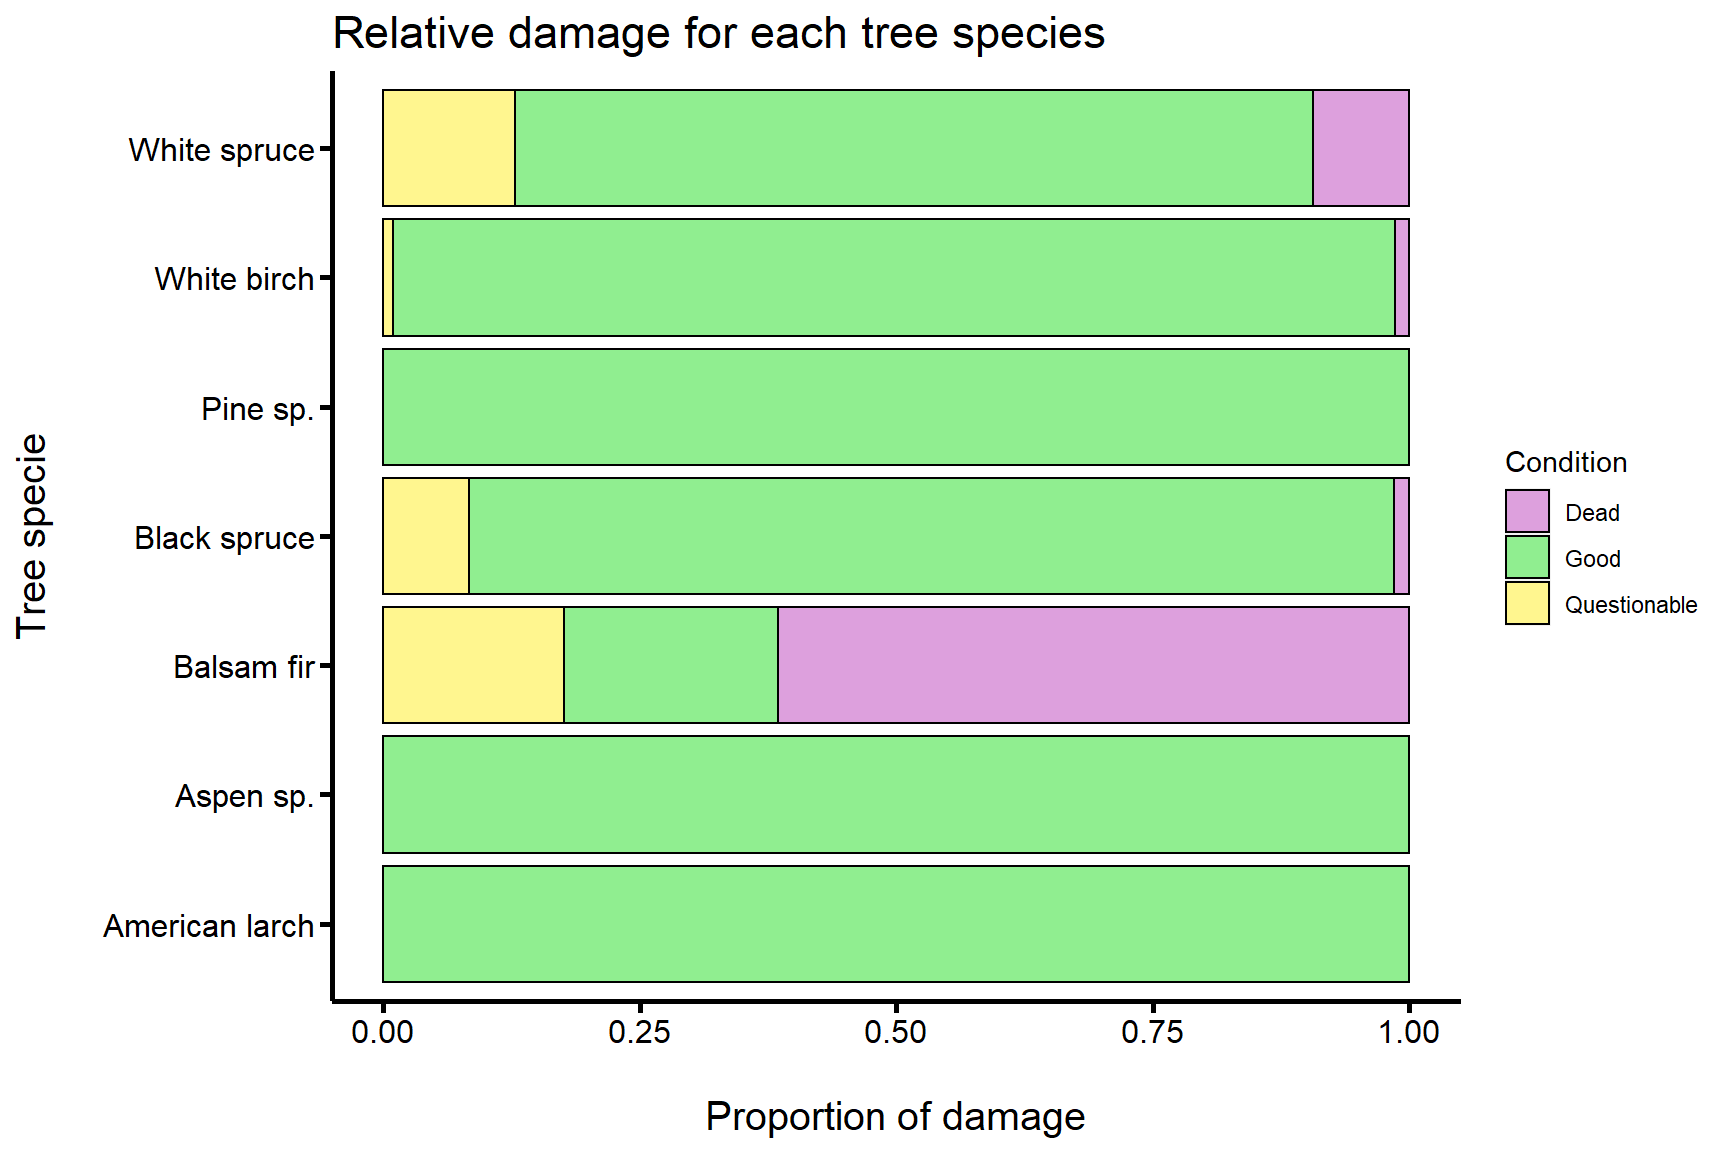 Relative damage for each tree species
White spruce
White birch
Pine sp.
Black spruce
Balsam fir
Aspen sp.
American larch
Tree specie
0.00
0.25
0.50
0.75
1.00
Proportion of damage
Condition
Dead
Good
Questionable